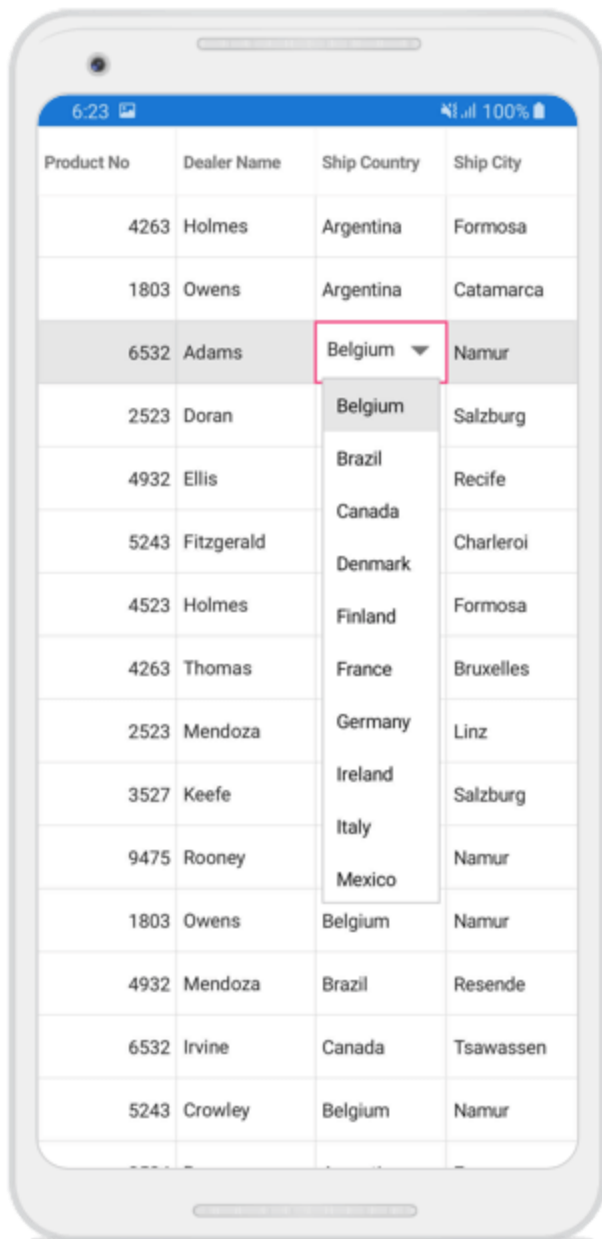 6:23 100%
Product No Dealer Name Ship Country Ship City
4263 Holmes Argentina Formosa
1803 Owens Argentina Catamarca
6532 Adams Belgium Namur
Belgium
2523 Doran Salzburg
Brazil
4932 Ellis Recife
Canada
5243 Fitzgerald Charleroi
Denmark
4523 Holmes Finland Formosa
4263 Thomas France Bruxelles
2523 Mendoza Germany Linz
Ireland
3527 Keefe Salzburg
Italy
9475 Rooney Namur
Mexico
1803 Owens Belgium Namur
4932 Mendoza Brazil Resende
6532 Irvine Canada Tsawassen
5243 Crowley Belgium Namur